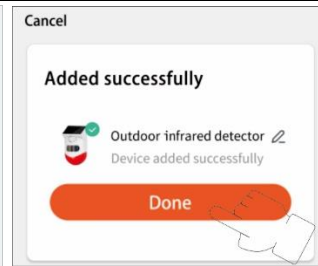 Cancel
Added successfully
Outdoor infrared detector
Device added successfully
Done